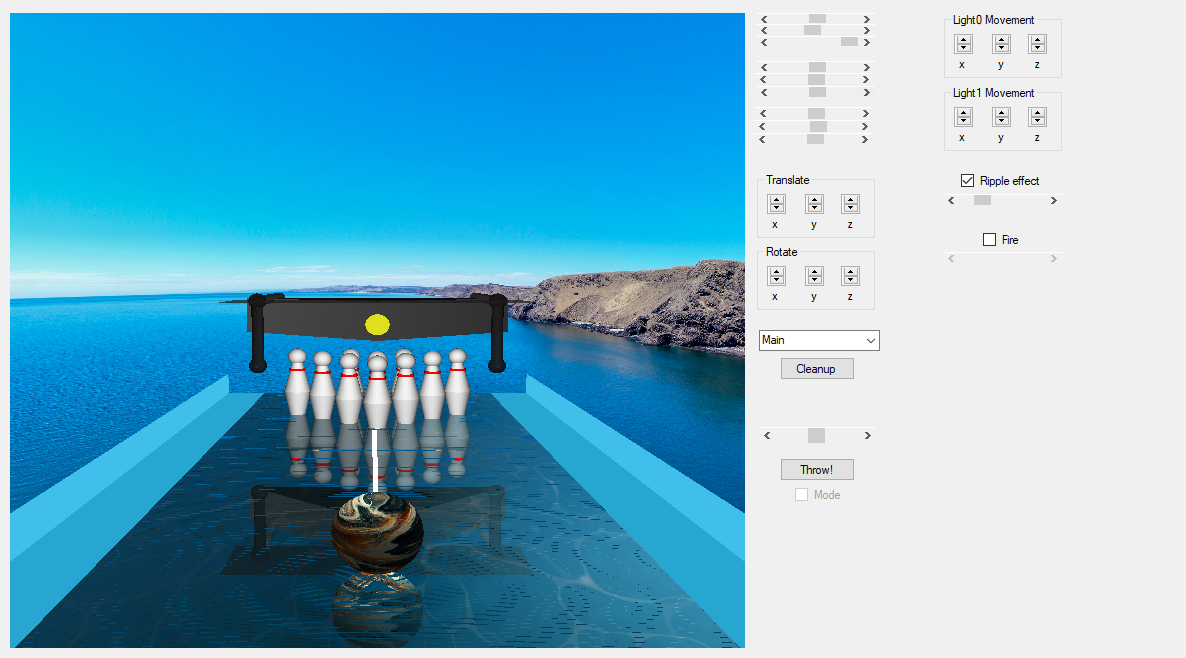 Light0 Movement
x y z
Light1 Movement
x y z
Translate
x y z
Ripple effect
Fire
Rotate
x y z
Main
Cleanup
Throw!
Mode